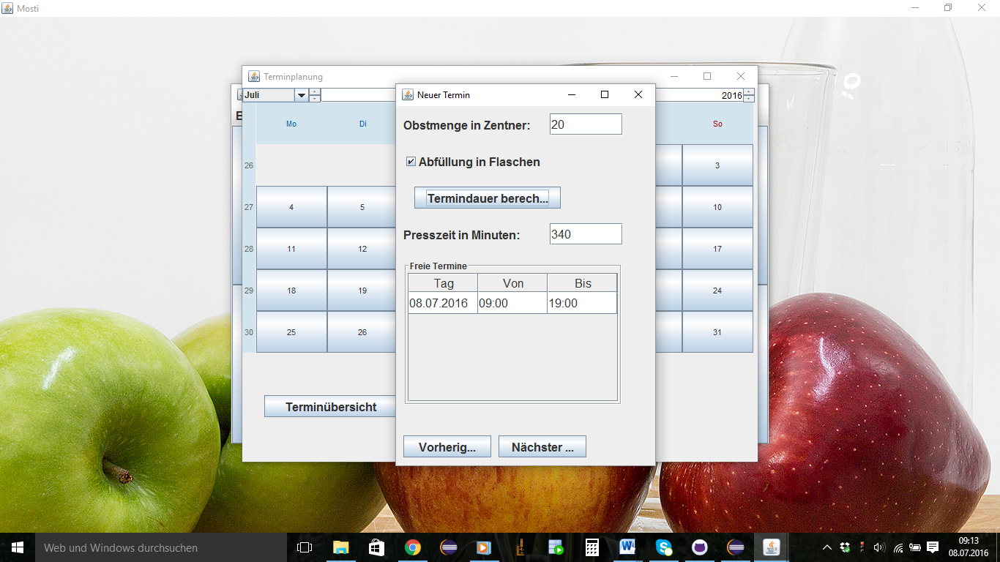 Mosti
Terminplanung
Juli
2016
Mo Di So
26 3
27 4 5 10
28 11 12 17
29 18 19 24
30 25 26 31
Terminübersicht
Neuer Termin
Obstmenge in Zentner: 20
Abfüllung in Flaschen
Termindauer berech...
Presszeit in Minuten: 340
Freie Termine
Tag Von Bis
08.07.2016 09:00 19:00
Vorherig... Nächster ...
Web und Windows durchsuchen
09:13
08.07.2016